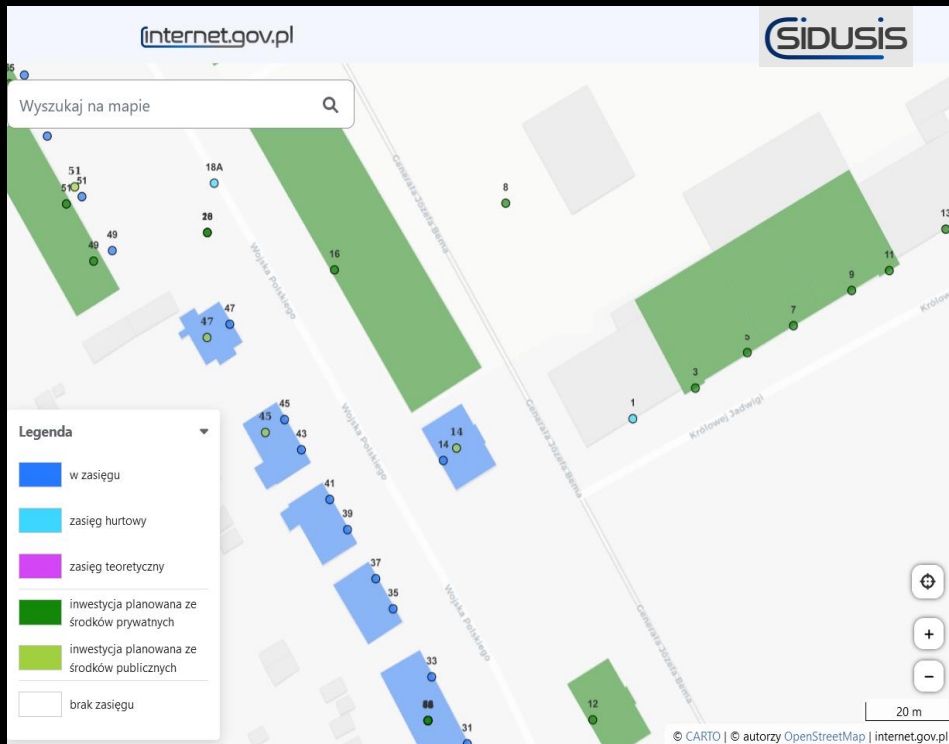 internet.gov.pl
SIDUSIS
Wyszukaj na mapie
18A
51
51
51
49
49
16
8
13
11
9
7
5
3
1
47
47
45
45
43
14
14
41
39
37
35
33
31
12
Wojska Polskiego
Wojska Polskiego
Wojska Polskiego
Generała Józefa Bema
Generała Józefa Bema
Generała Józefa Bema
Królowej Jadwigi
Królow
Legenda
w zasięgu
zasięg hurtowy
zasięg teoretyczny
inwestycja planowana ze
środków prywatnych
inwestycja planowana ze
środków publicznych
brak zasięgu
+
−
20 m
© CARTO | © autorzy OpenStreetMap | internet.gov.pl